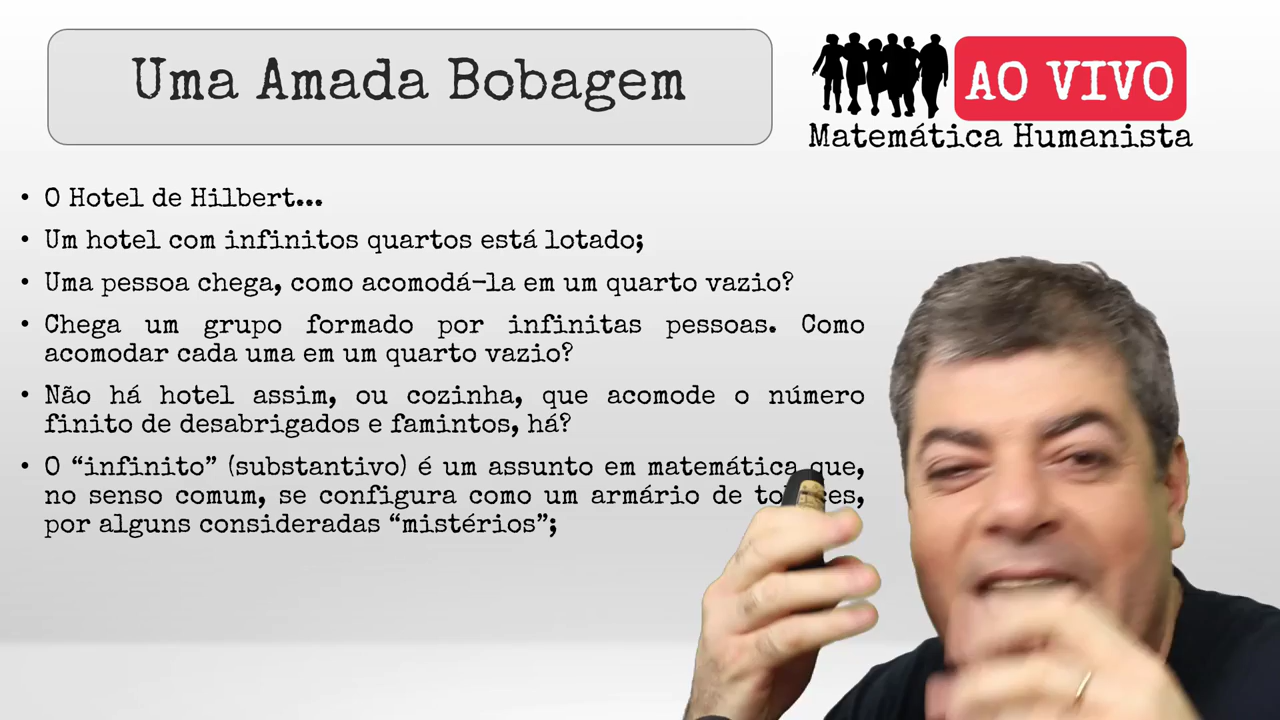 Uma Amada Bobagem
AO VIVO
Matemática Humanista
• O Hotel de Hilbert...
• Um hotel com infinitos quartos está lotado;
• Uma pessoa chega, como acomodá-la em um quarto vazio?
• Chega um grupo formado por infinitas pessoas. Como
acomodar cada uma em um quarto vazio?
• Não há hotel assim, ou cozinha, que acomode o número
finito de desabrigados e famintos, há?
• O “infinito” (substantivo) é um assunto em matemática que,
no senso comum, se configura como um armário de
por alguns consideradas “mistérios”;